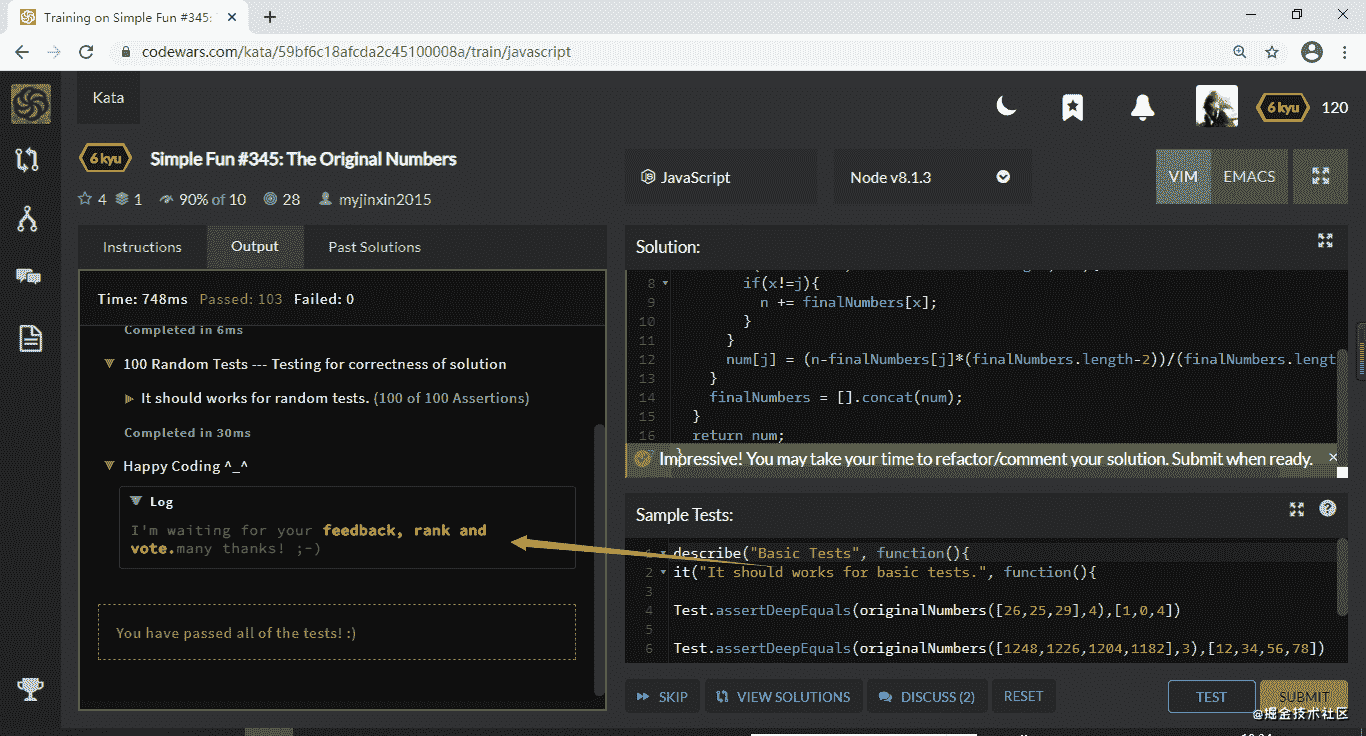 Training on Simple Fun #345:
codewars.com/kata/59bf6c18afcda2c45100008a/train/javascript
Kata
6 kyu 120
6 kyu Simple Fun #345: The Original Numbers
4 1 90% of 10 28 myjinxin2015
JavaScript Node v8.1.3 VIM EMACS
Instructions Output Past Solutions
Time: 748ms Passed: 103 Failed: 0
Completed in 6ms
100 Random Tests --- Testing for correctness of solution
It should works for random tests. (100 of 100 Assertions)
Completed in 30ms
Happy Coding ^_^
Log
I'm waiting for your feedback, rank and
vote.many thanks! ;-)
You have passed all of the tests! :)
Solution:
8 if(x!=j){
9 n += finalNumbers[x];
10 }
11 }
12 num[j] = (n-finalNumbers[j]*(finalNumbers.length-2))/(finalNumbers.lengt
13 }
14 finalNumbers = [].concat(num);
15 }
16 return num;
}
Impressive! You may take your time to refactor/comment your solution. Submit when ready.
Sample Tests:
1 describe("Basic Tests", function(){
2 it("It should works for basic tests.", function(){
3
4 Test.assertDeepEquals(originalNumbers([26,25,29],4),[1,0,4])
5
6 Test.assertDeepEquals(originalNumbers([1248,1226,1204,1182],3),[12,34,56,78])
SKIP VIEW SOLUTIONS DISCUSS (2) RESET TEST SUBMIT
@掘金技术社区